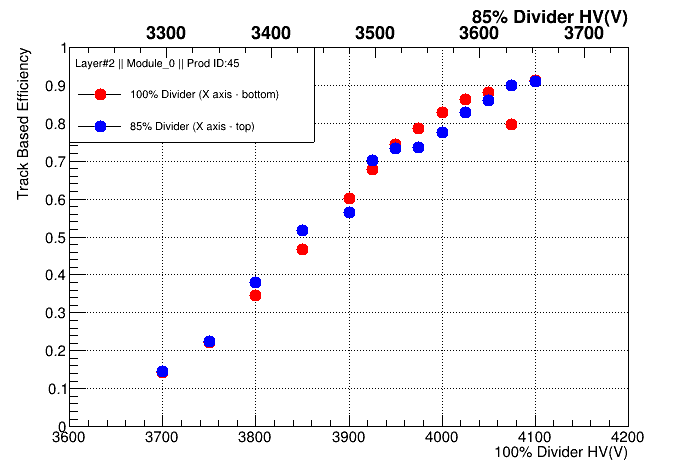 85% Divider HV(V)
3300 3400 3500 3600 3700
Layer#2 || Module_0 || Prod ID:45
100% Divider (X axis - bottom)
85% Divider (X axis - top)
Track Based Efficiency
1
0.9
0.8
0.7
0.6
0.5
0.4
0.3
0.2
0.1
0
3600 3700 3800 3900 4000 4100 4200
100% Divider HV(V)